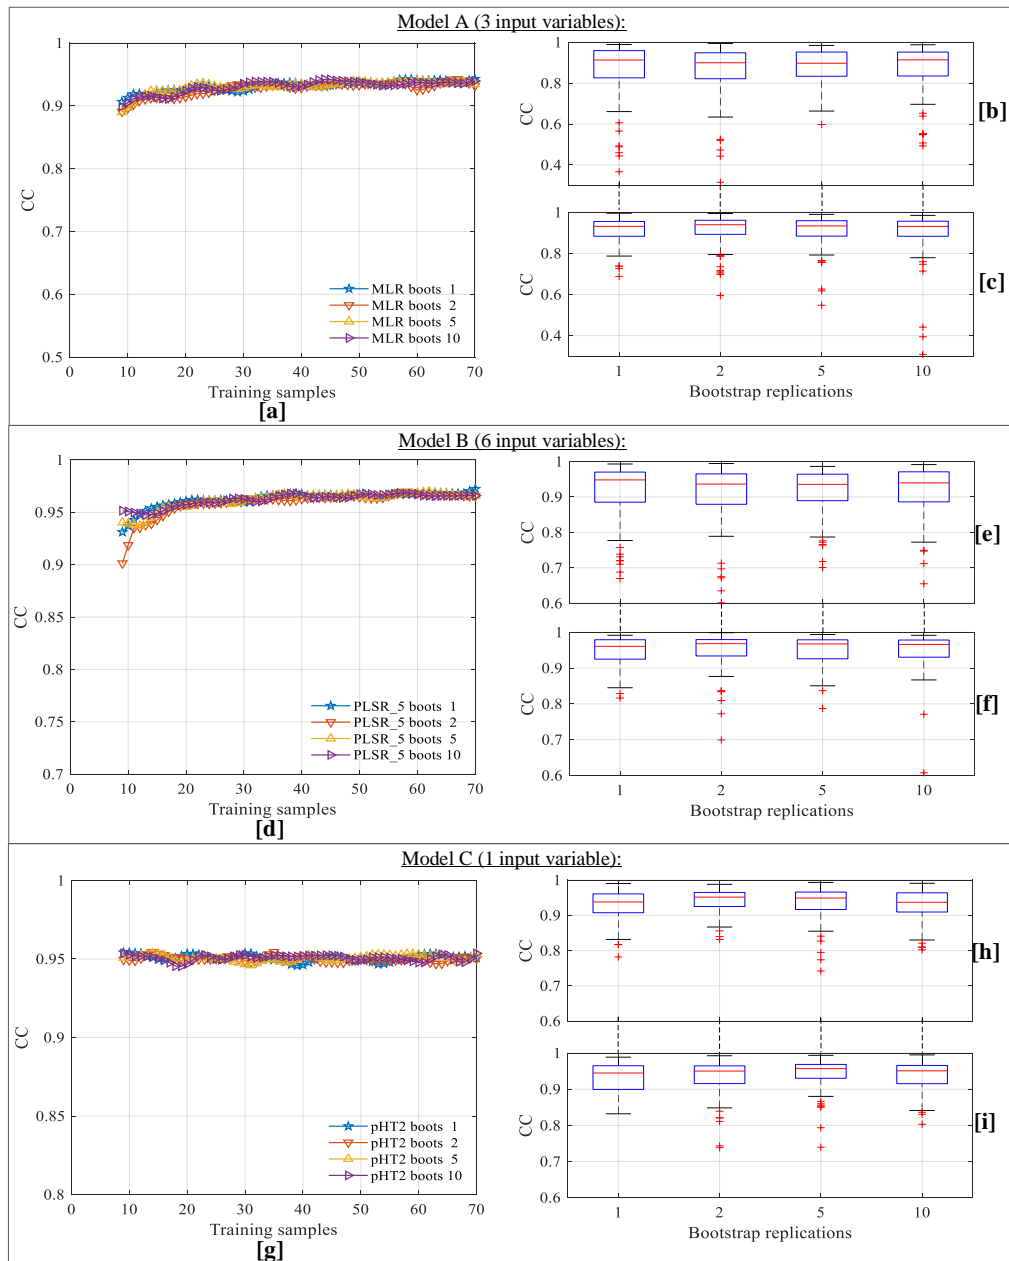 Model A (3 input variables):
1
0.9
0.8
0.7
0.6
0.5
CC
0 10 20 30 40 50 60 70
Training samples
MLR boots 1
MLR boots 2
MLR boots 5
MLR boots 10
[a]
1
0.8
0.6
0.4
CC
[b]
1
0.8
0.6
0.4
CC
[c]
1 2 5 10
Bootstrap replications
Model B (6 input variables):
1
0.95
0.9
0.85
0.8
0.75
0.7
CC
0 10 20 30 40 50 60 70
Training samples
PLSR_5 boots 1
PLSR_5 boots 2
PLSR_5 boots 5
PLSR_5 boots 10
[d]
1
0.9
0.8
0.7
0.6
CC
[e]
1
0.9
0.8
0.7
0.6
CC
[f]
1 2 5 10
Bootstrap replications
Model C (1 input variable):
1
0.95
0.9
0.85
0.8
CC
0 10 20 30 40 50 60 70
Training samples
pHT2 boots 1
pHT2 boots 2
pHT2 boots 5
pHT2 boots 10
[g]
1
0.9
0.8
0.7
0.6
CC
[h]
1
0.9
0.8
0.7
0.6
CC
[i]
1 2 5 10
Bootstrap replications